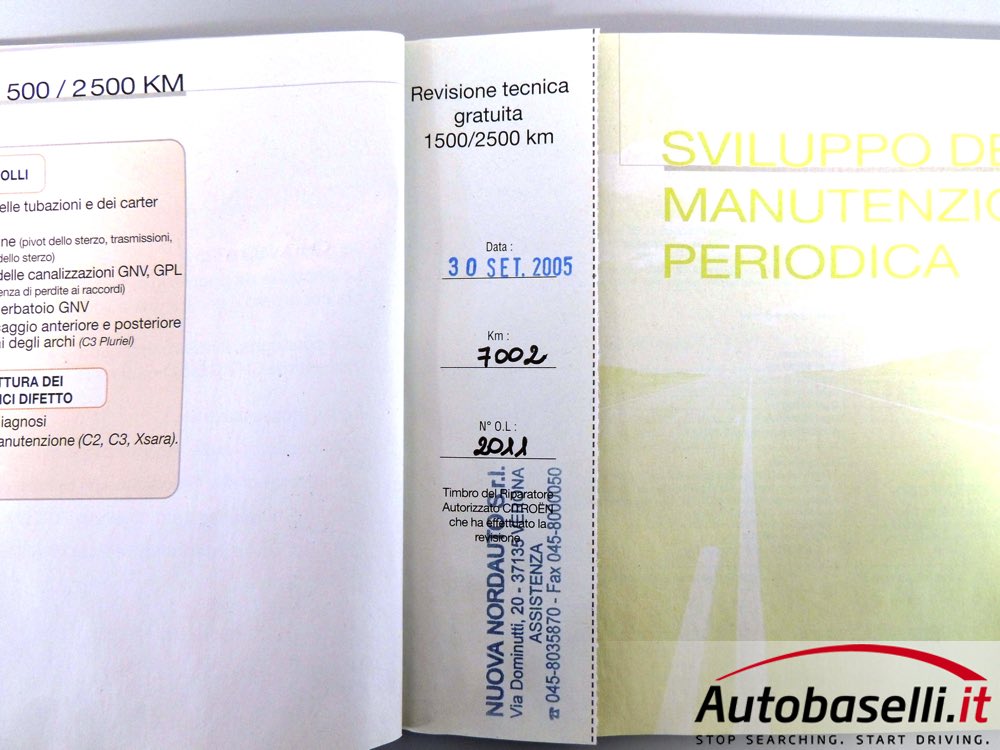 500 / 2500 KM
OLLI
elle tubazioni e dei carter
ne (pivot dello sterzo, trasmissioni,
dello sterzo)
delle canalizzazioni GNV, GPL
enza di perdite ai raccordi)
erbatoio GNV
aggio anteriore e posteriore
i degli archi (C3 Pluriel)
TTURA DEI
ICI DIFETTO
iagnosi
anutenzione (C2, C3, Xsara).
Revisione tecnica
gratuita
1500/2500 km
Data :
30 SET. 2005
Km :
7002
N° O.L :
2011
Timbro del Riparatore
Autorizzato CITROËN
che ha effettuato la
revisione
NUOVA NORDAUTO S.r.l.
Via Dominutti, 20 - 37135 VERONA
ASSISTENZA
☎ 045-8035870 - Fax 045-8000050
SVILUPPO DE
MANUTENZIO
PERIODICA
Autobaselli.it
STOP SEARCHING. START DRIVING.